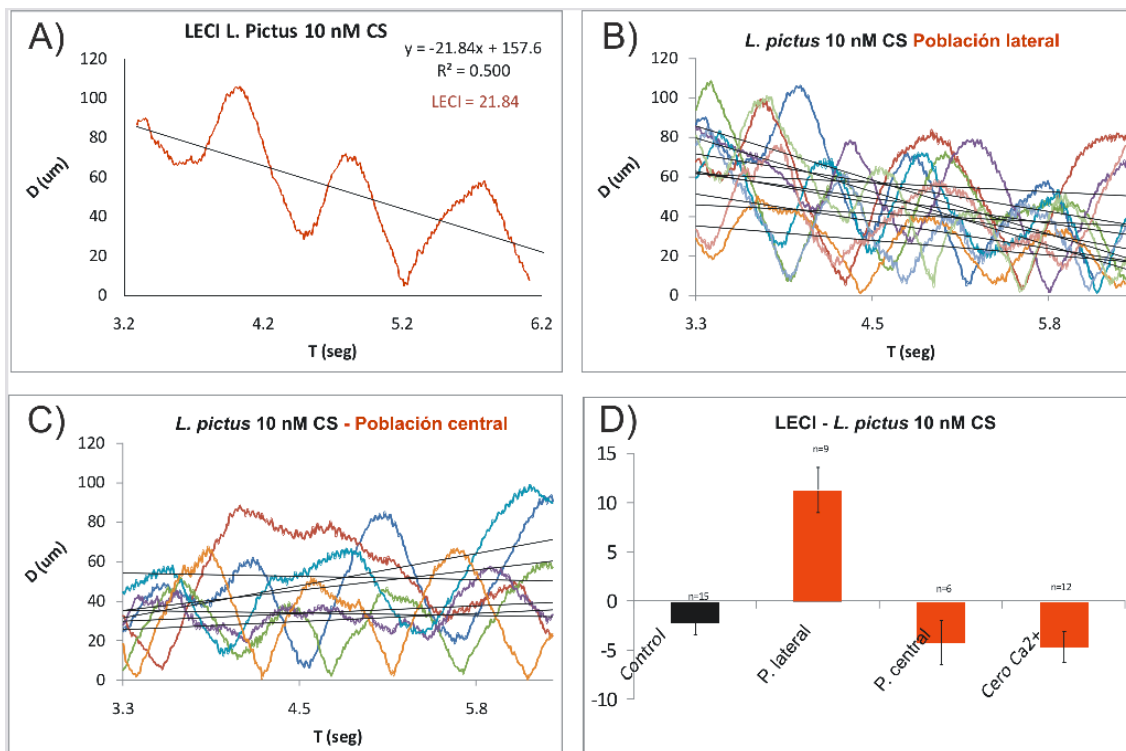 A)
LECI L. Pictus 10 nM CS
y = -21.84x + 157.6
R² = 0.500
LECI = 21.84
120
100
80
60
40
20
0
D (um)
3.2
4.2
5.2
6.2
T (seg)
B)
L. pictus 10 nM CS Población lateral
120
100
80
60
40
20
0
D (um)
3.3
4.5
5.8
T (seg)
C)
L. pictus 10 nM CS - Población central
120
100
80
60
40
20
0
D (um)
3.3
4.5
5.8
T (seg)
D)
LECI - L. pictus 10 nM CS
15
10
5
0
-5
-10
n=15
n=9
n=6
n=12
Control
P. lateral
P. central
Cero Ca2+